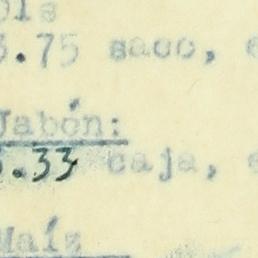 .75 saco,
Jabón:
.33 caja,
Maíz